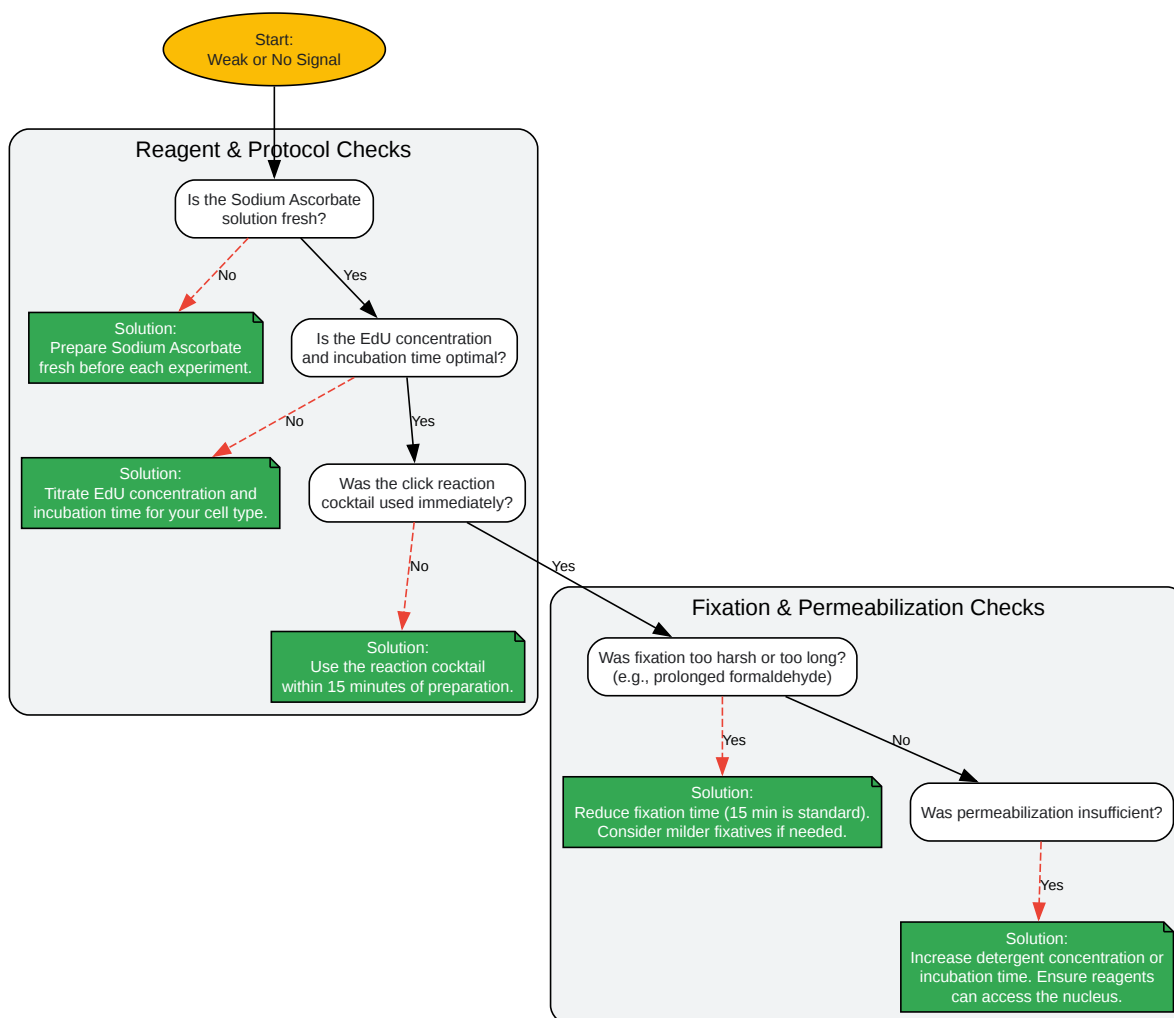 Start:
Weak or No Signal
Reagent & Protocol Checks
Is the Sodium Ascorbate
solution fresh?
No
Yes
Solution:
Prepare Sodium Ascorbate
fresh before each experiment.
Is the EdU concentration
and incubation time optimal?
No
Yes
Solution:
Titrate EdU concentration and
incubation time for your cell type.
Was the click reaction
cocktail used immediately?
No
Yes
Solution:
Use the reaction cocktail
within 15 minutes of preparation.
Fixation & Permeabilization Checks
Was fixation too harsh or too long?
(e.g., prolonged formaldehyde)
Yes
No
Solution:
Reduce fixation time (15 min is standard).
Consider milder fixatives if needed.
Was permeabilization insufficient?
Yes
Solution:
Increase detergent concentration or
incubation time. Ensure reagents
can access the nucleus.